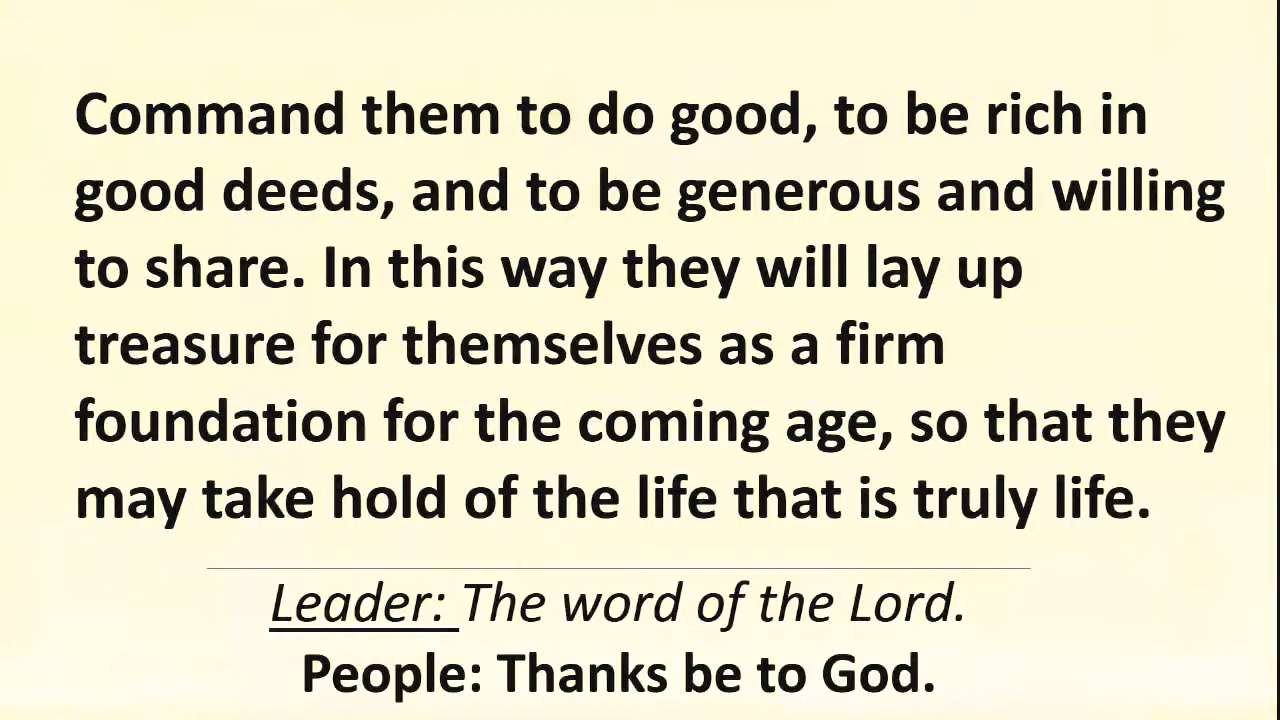 Command them to do good, to be rich in
good deeds, and to be generous and willing
to share. In this way they will lay up
treasure for themselves as a firm
foundation for the coming age, so that they
may take hold of the life that is truly life.
Leader: The word of the Lord.
People: Thanks be to God.